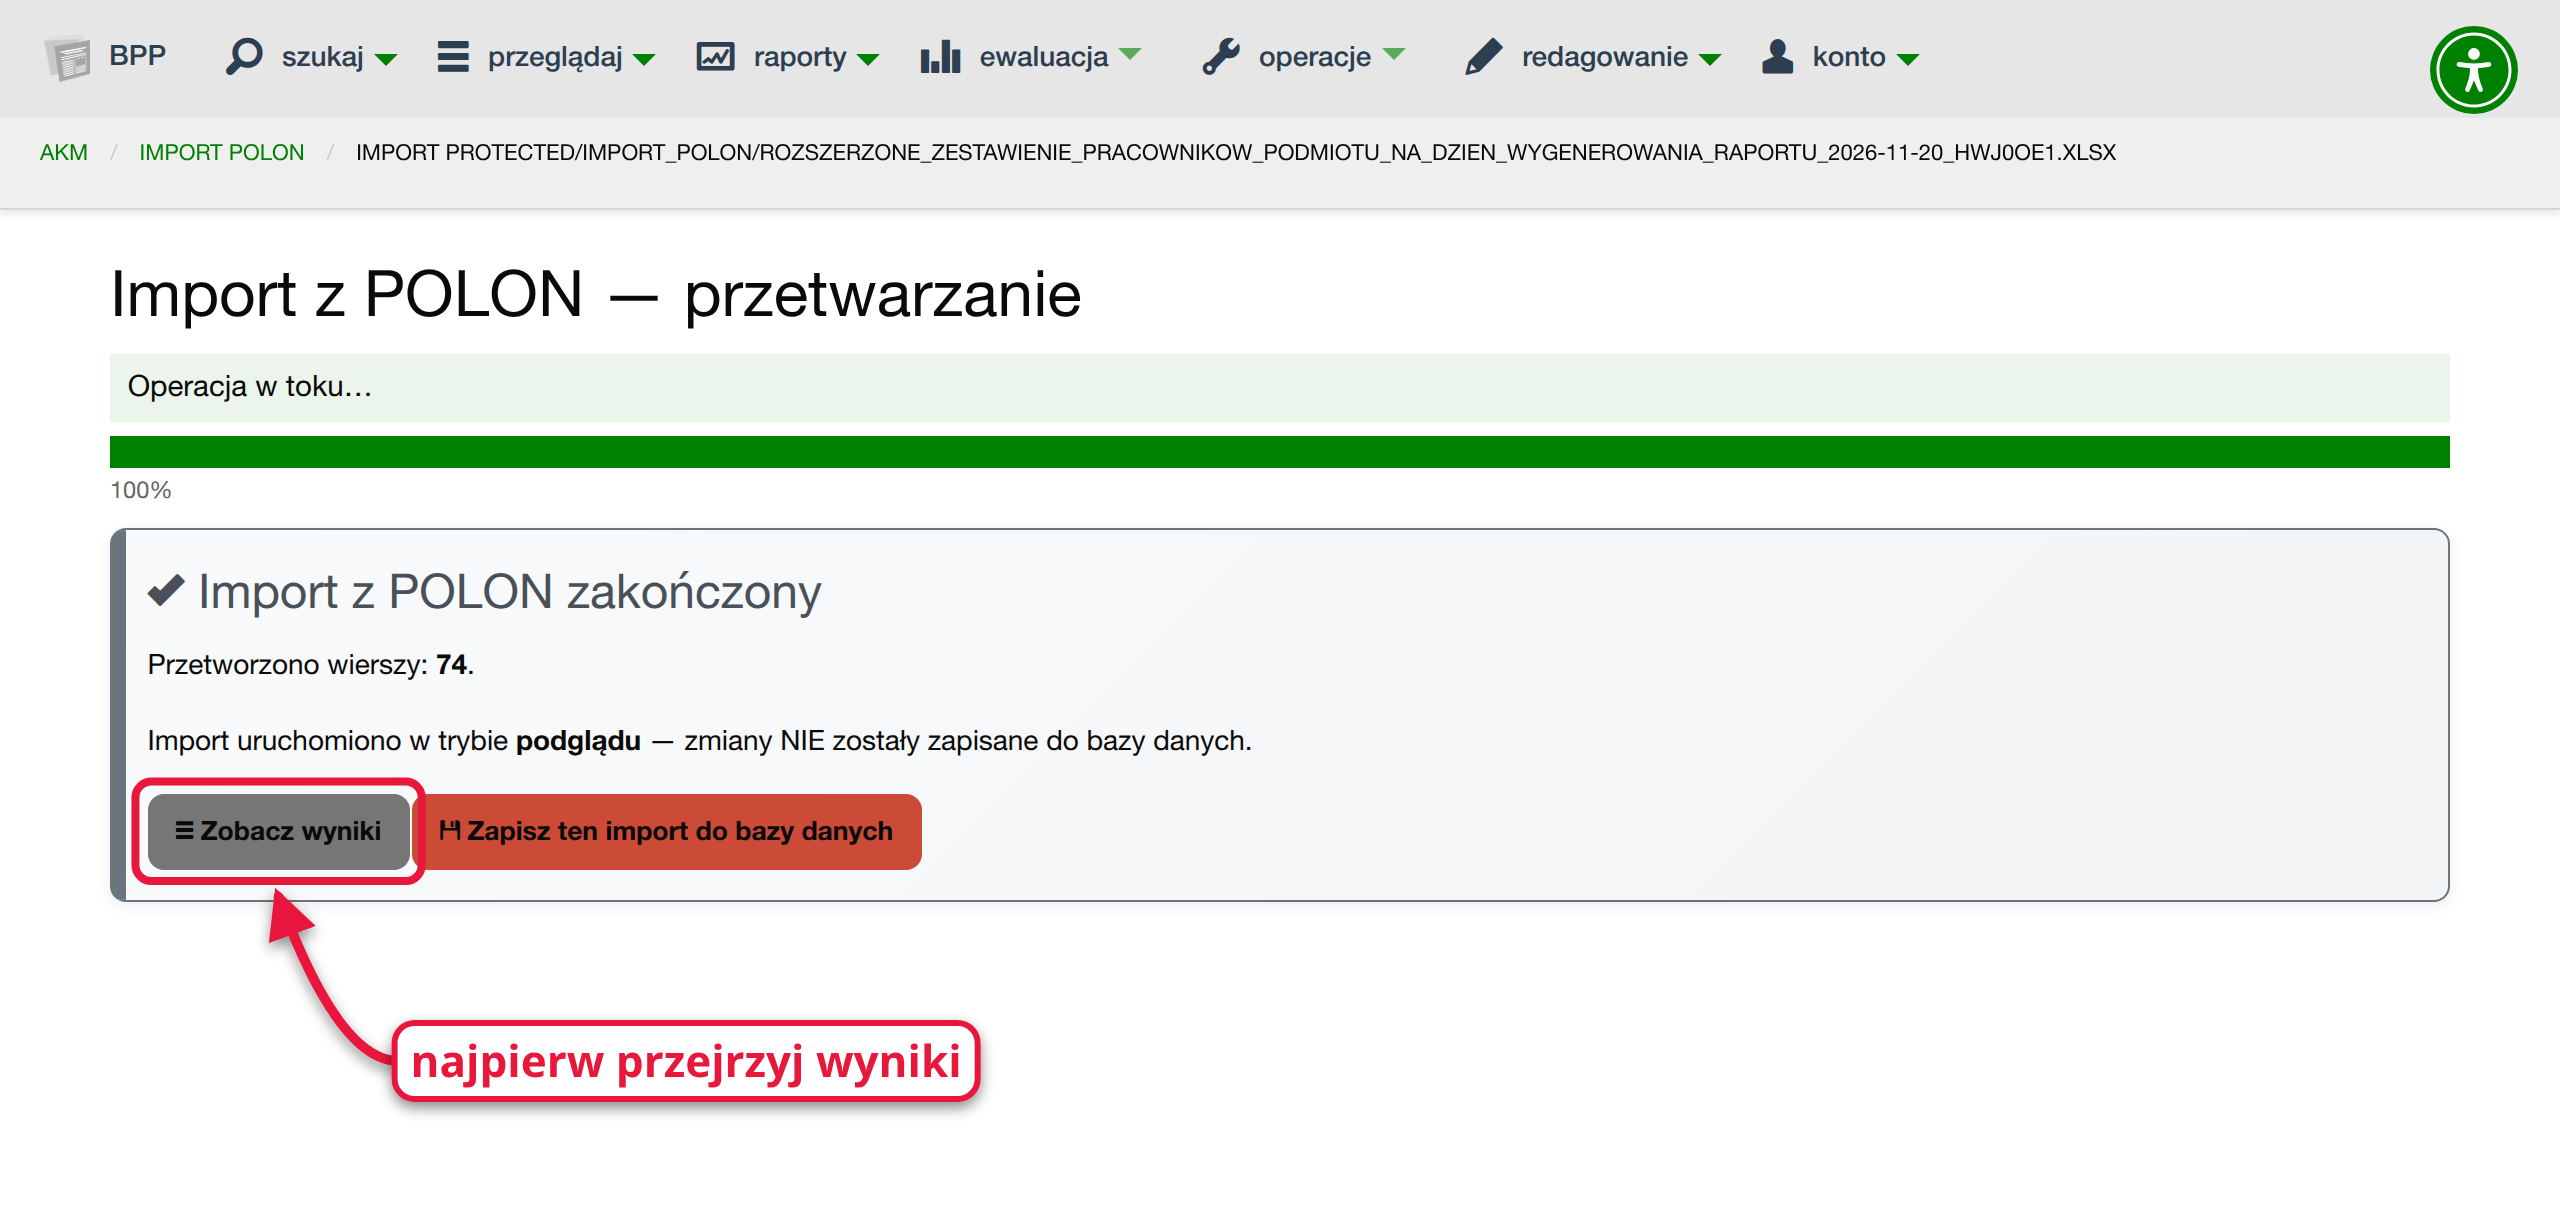 BPP szukaj przeglądaj raporty ewaluacja operacje redagowanie konto
AKM / IMPORT POLON / IMPORT PROTECTED/IMPORT_POLON/ROZSZERZONE_ZESTAWIENIE_PRACOWNIKOW_PODMIOTU_NA_DZIEN_WYGENEROWANIA_RAPORTU_2026-11-20_HWJ0OE1.XLSX
Import z POLON — przetwarzanie
Operacja w toku…
100%
Import z POLON zakończony
Przetworzono wierszy: 74.
Import uruchomiono w trybie podglądu — zmiany NIE zostały zapisane do bazy danych.
Zobacz wyniki Zapisz ten import do bazy danych
najpierw przejrzyj wyniki